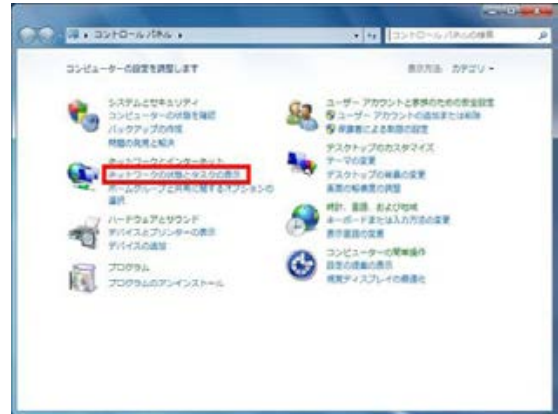 コントロール パネル
コントロール パネルの検索
コンピューターの設定を調整します
表示方法: カテゴリ
システムとセキュリティ
コンピューターの状態を確認
バックアップの作成
問題の発見と解決
ネットワークとインターネット
ネットワークの状態とタスクの表示
ホームグループと共有に関するオプションの
選択
ハードウェアとサウンド
デバイスとプリンターの表示
デバイスの追加
プログラム
プログラムのアンインストール
ユーザー アカウントと家族のための安全設定
ユーザー アカウントの追加または削除
保護者による制限の設定
デスクトップのカスタマイズ
テーマの変更
デスクトップの背景の変更
画面の解像度の調整
時計、言語、および地域
キーボードまたは入力方法の変更
表示言語の変更
コンピューターの簡単操作
設定の提案の表示
視覚ディスプレイの最適化